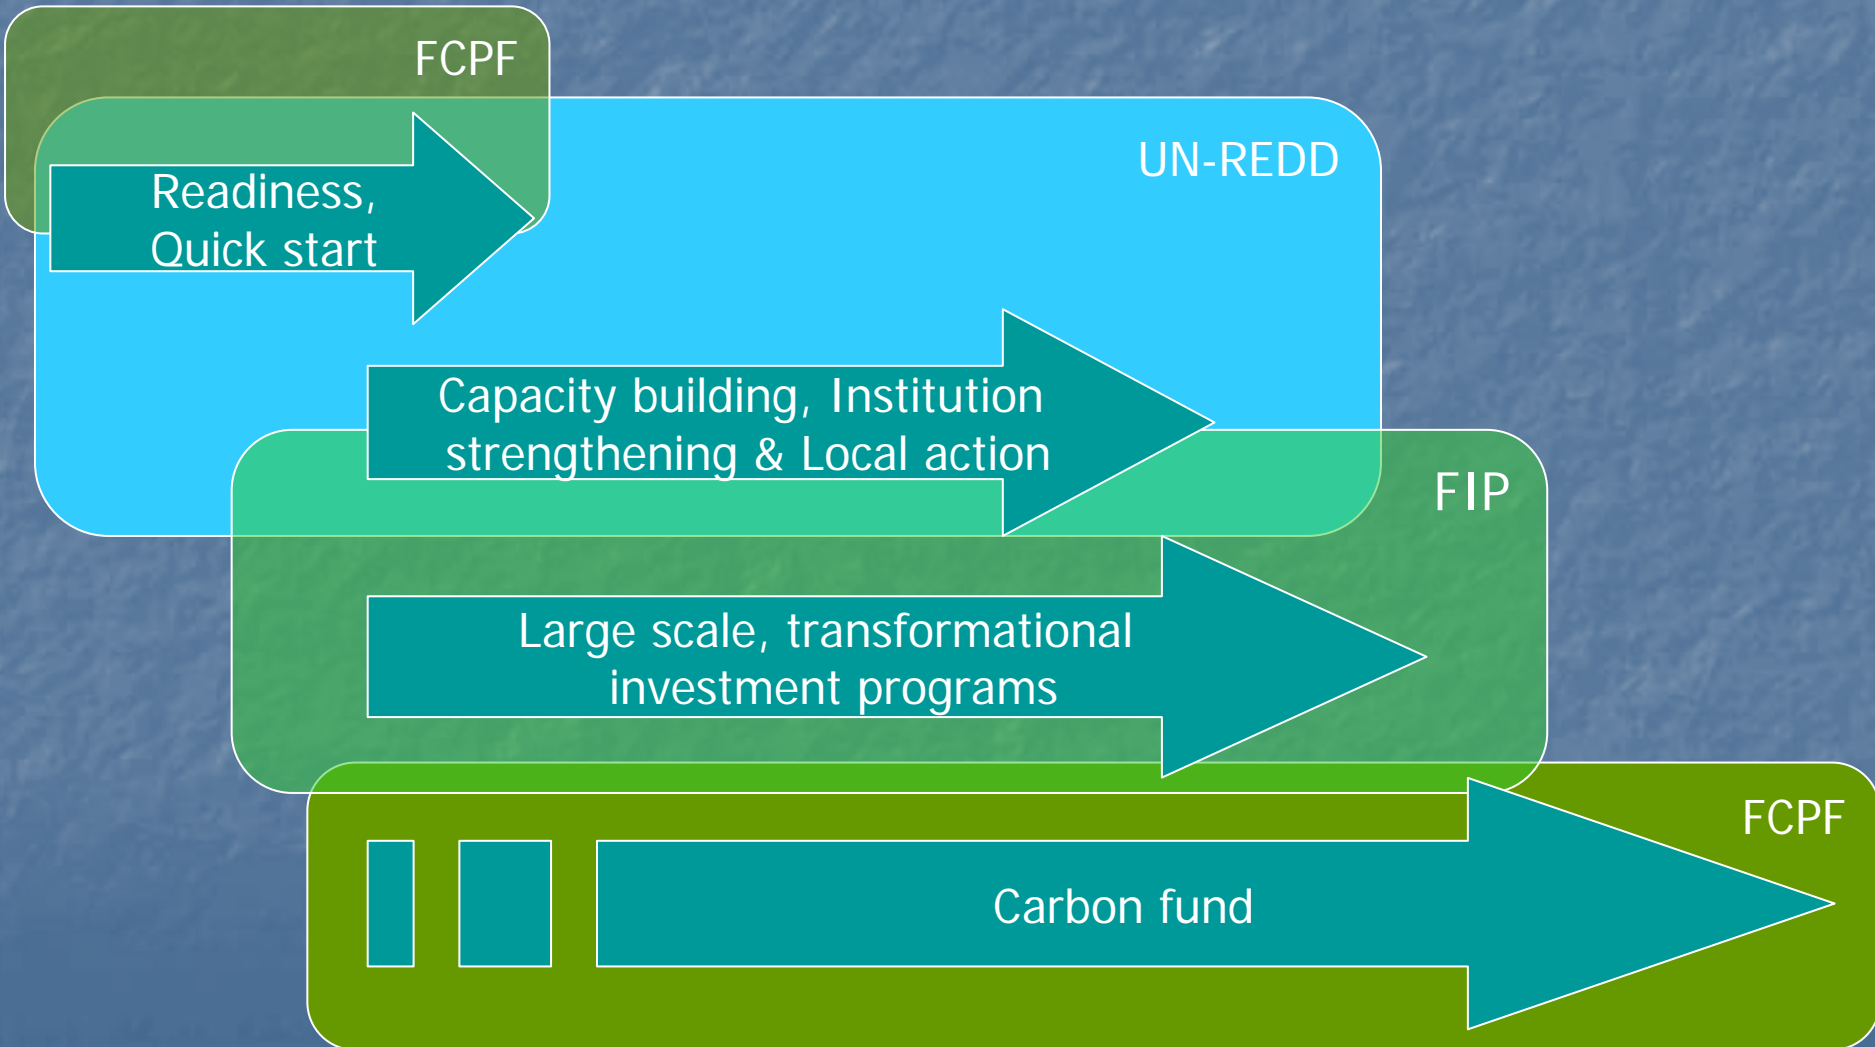 FCPF
UN-REDD
Readiness,
Quick start
Capacity building, Institution
strengthening & Local action
FIP
Large scale, transformational
investment programs
FCPF
Carbon fund